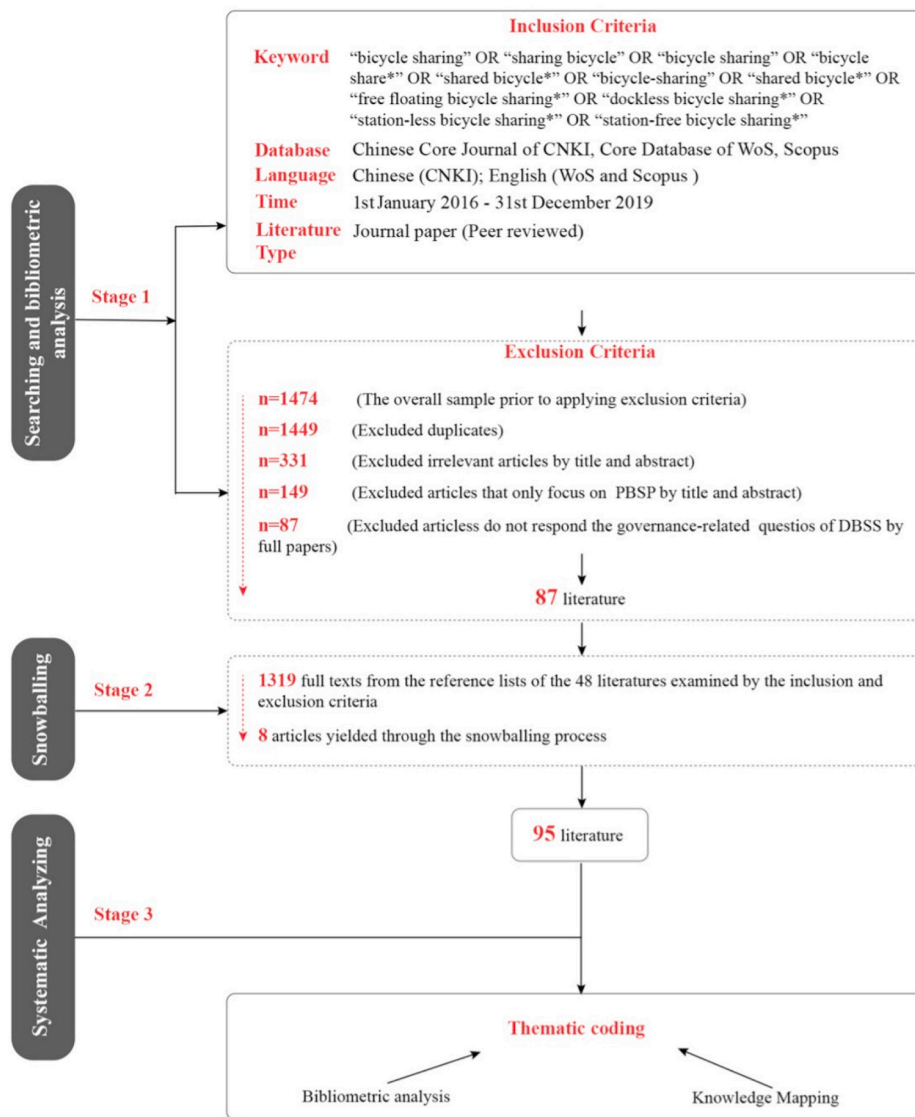 Inclusion Criteria
Keyword “bicycle sharing” OR “sharing bicycle” OR “bicycle sharing” OR “bicycle
share*” OR “shared bicycle*” OR “bicycle-sharing” OR “shared bicycle*” OR
“free floating bicycle sharing*” OR “dockless bicycle sharing*” OR
“station-less bicycle sharing*” OR “station-free bicycle sharing*”
Database Chinese Core Journal of CNKI, Core Database of WoS, Scopus
Language Chinese (CNKI); English (WoS and Scopus )
Time 1st January 2016 - 31st December 2019
Literature Journal paper (Peer reviewed)
Type
Searching and bibliometric
analysis
Stage 1
Exclusion Criteria
n=1474 (The overall sample prior to applying exclusion criteria)
n=1449 (Excluded duplicates)
n=331 (Excluded irrelevant articles by title and abstract)
n=149 (Excluded articles that only focus on PBSP by title and abstract)
n=87 (Excluded articless do not respond the governance-related questios of DBSS by
full papers)
87 literature
Snowballing
Stage 2
1319 full texts from the reference lists of the 48 literatures examined by the inclusion and
exclusion criteria
8 articles yielded through the snowballing process
95 literature
Systematic Analyzing
Stage 3
Thematic coding
Bibliometric analysis
Knowledge Mapping